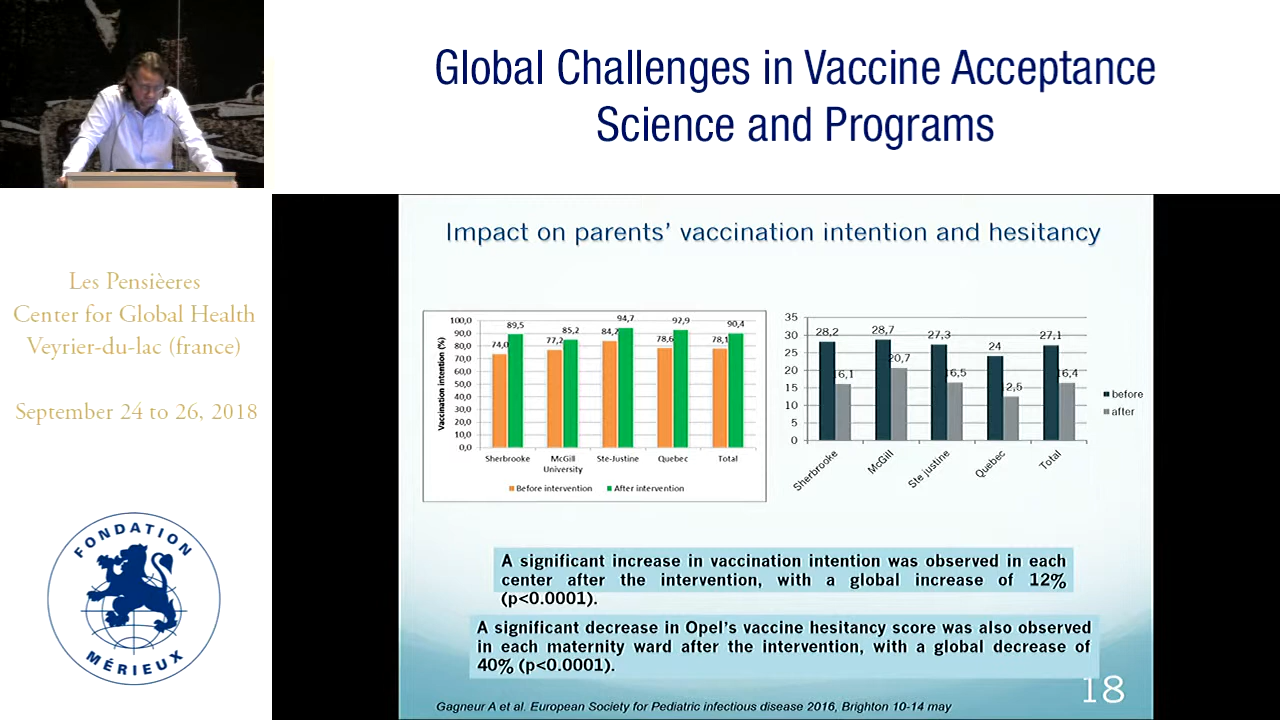 Global Challenges in Vaccine Acceptance
Science and Programs
Les Pensièeres
Center for Global Health
Veyrier-du-lac (france)
September 24 to 26, 2018
FONDATION
MÉRIEUX
Impact on parents’ vaccination intention and hesitancy
Vaccination intention (%)
100,0
90,0
80,0
70,0
60,0
50,0
40,0
30,0
20,0
10,0
0,0
74,0
89,5
77,2
85,2
84,2
94,7
78,6
92,9
78,1
90,4
Sherbrooke
McGill
University
Ste-Justine
Quebec
Total
Before intervention
After intervention
35
30
25
20
15
10
5
0
28,2
16,1
28,7
20,7
27,3
16,5
24
12,5
27,1
16,4
Sherbrooke
McGill
Ste justine
Quebec
Total
before
after
A significant increase in vaccination intention was observed in each
center after the intervention, with a global increase of 12%
(p<0.0001).
A significant decrease in Opel’s vaccine hesitancy score was also observed
in each maternity ward after the intervention, with a global decrease of
40% (p<0.0001).
18
Gagneur A et al. European Society for Pediatric infectious disease 2016, Brighton 10-14 may